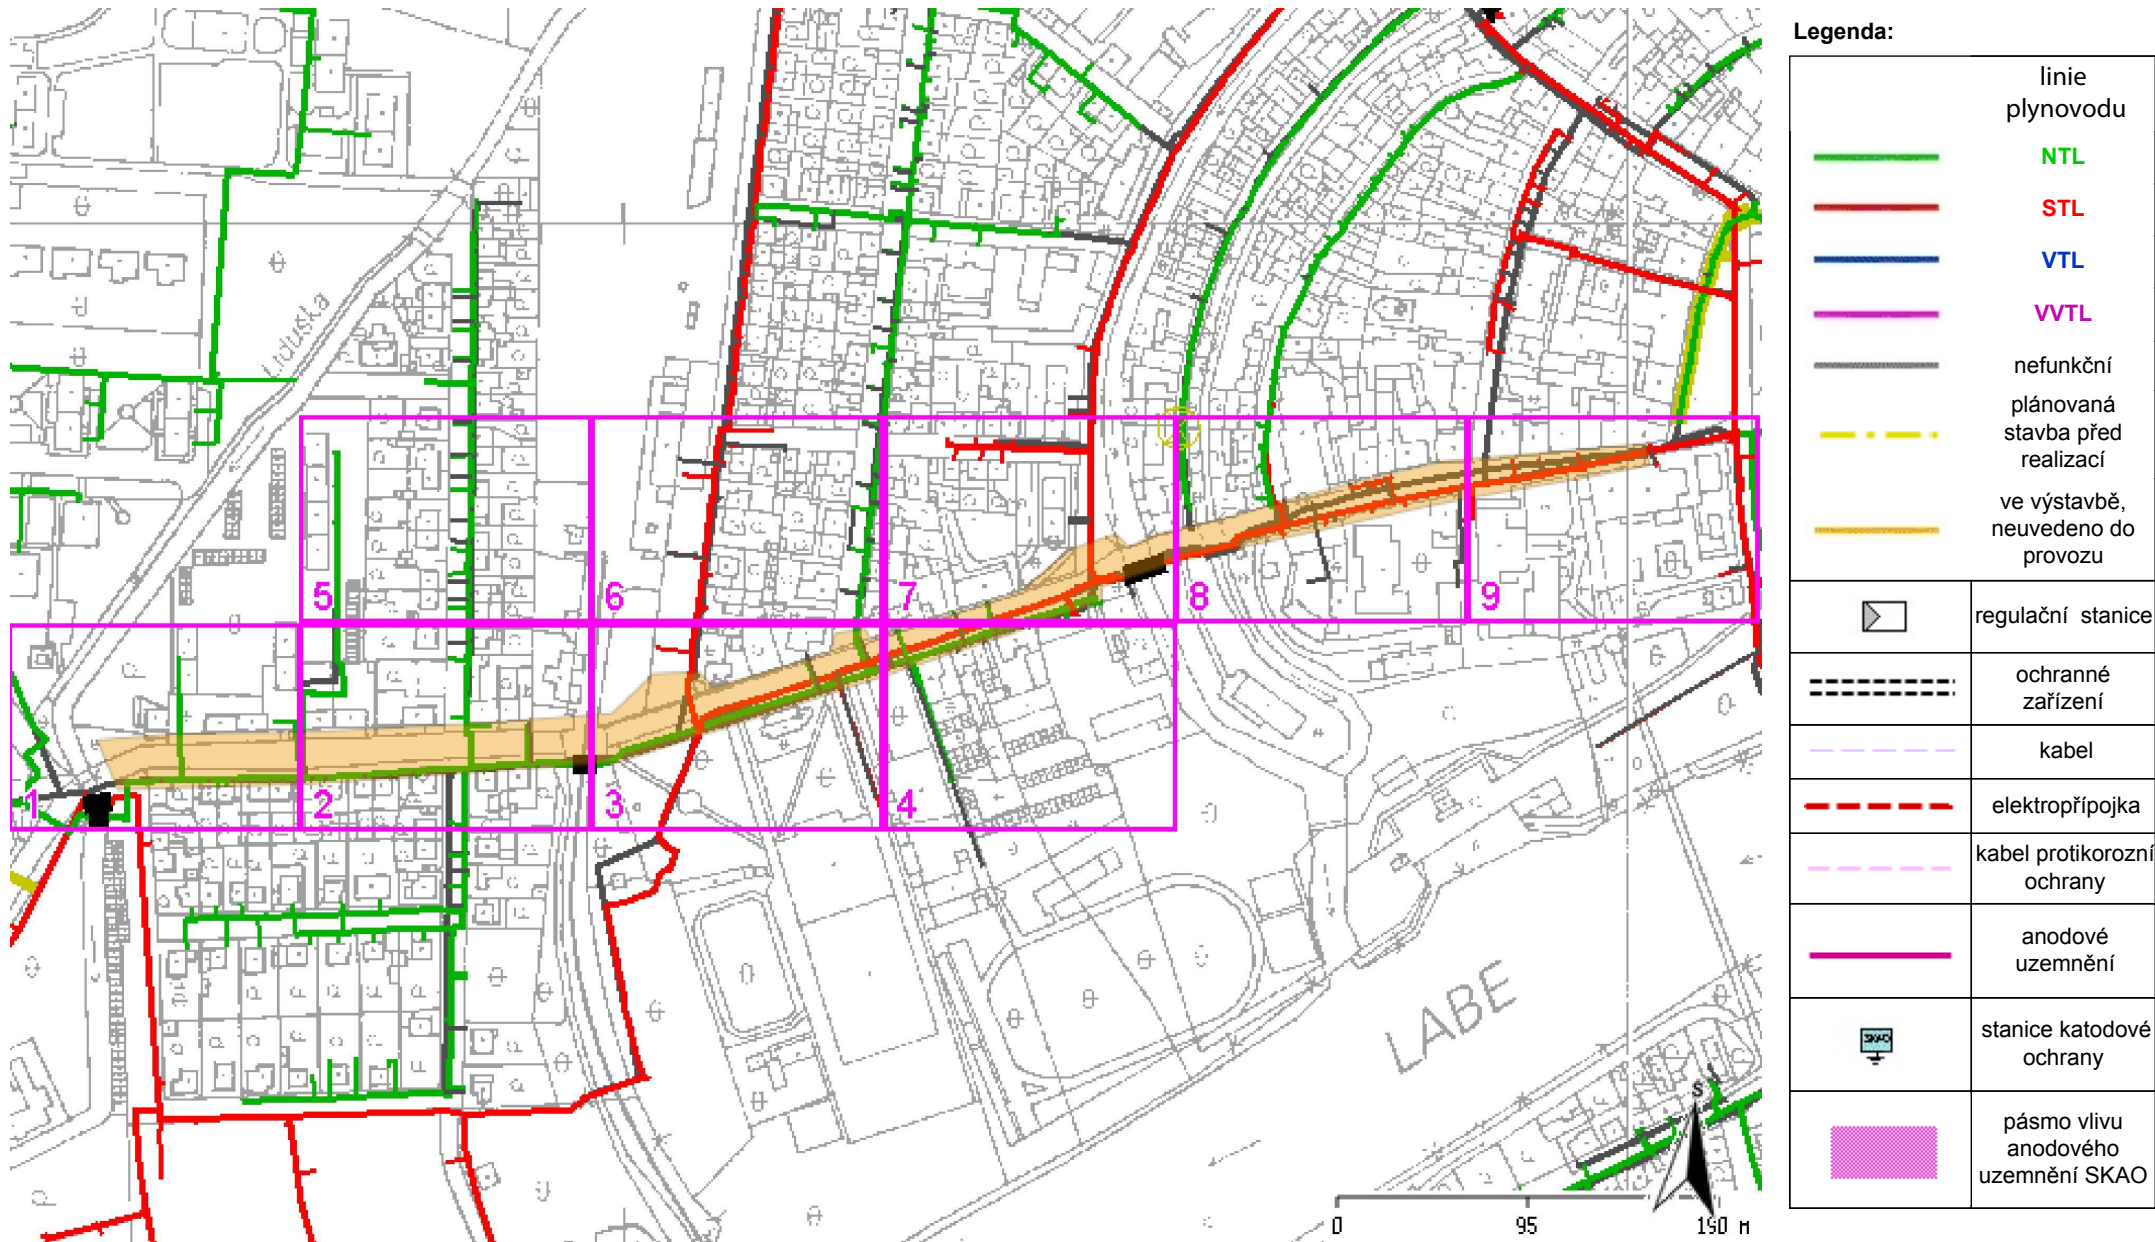 Legenda:
linie
plynovodu
NTL
STL
VTL
VVTL
nefunkční
plánovaná
stavba před
realizací
ve výstavbě,
neuvedeno do
provozu
regulační stanice
ochranné
zařízení
kabel
elektropřípojka
kabel protikorozní
ochrany
anodové
uzemnění
SKAO
stanice katodové
ochrany
pásmo vlivu
anodového
uzemnění SKAO
5
6
7
8
9
1
2
3
4
LABE
S
0
95
190 M